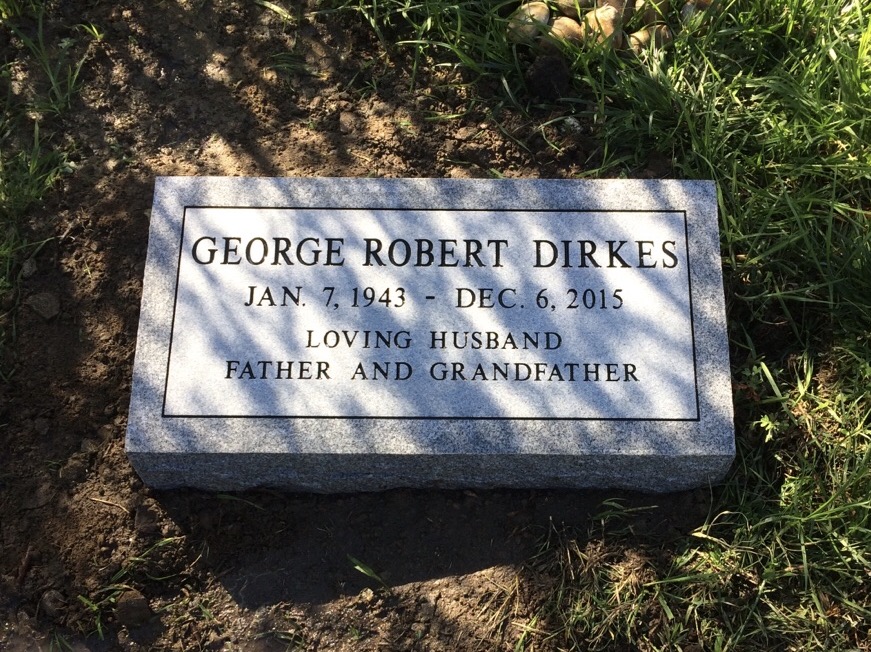 GEORGE ROBERT DIRKES
JAN. 7, 1943 - DEC. 6, 2015
LOVING HUSBAND
FATHER AND GRANDFATHER